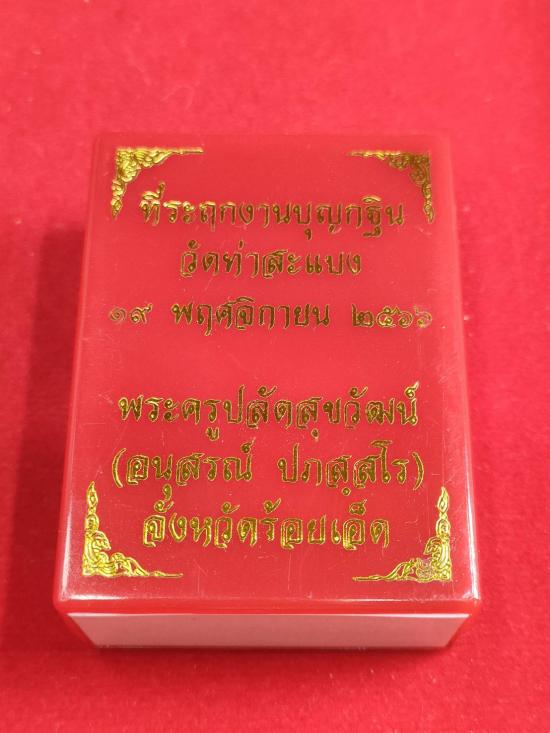 ที่ระฤกงานบุญกฐิน
วัดท่าสะแบง
๑๙ พฤศจิกายน ๒๕๖๖
พระครูปลัดสุขวัฒน์
(อนุสรณ์ ปภสฺสโร)
จังหวัดร้อยเอ็ด